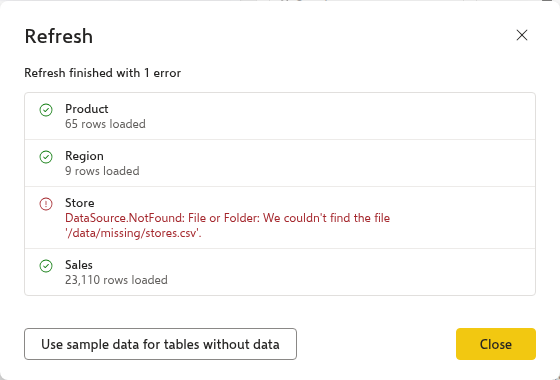 Refresh
Refresh finished with 1 error
Product
65 rows loaded
Region
9 rows loaded
Store
DataSource.NotFound: File or Folder: We couldn't find the file
'/data/missing/stores.csv'.
Sales
23,110 rows loaded
Use sample data for tables without data
Close